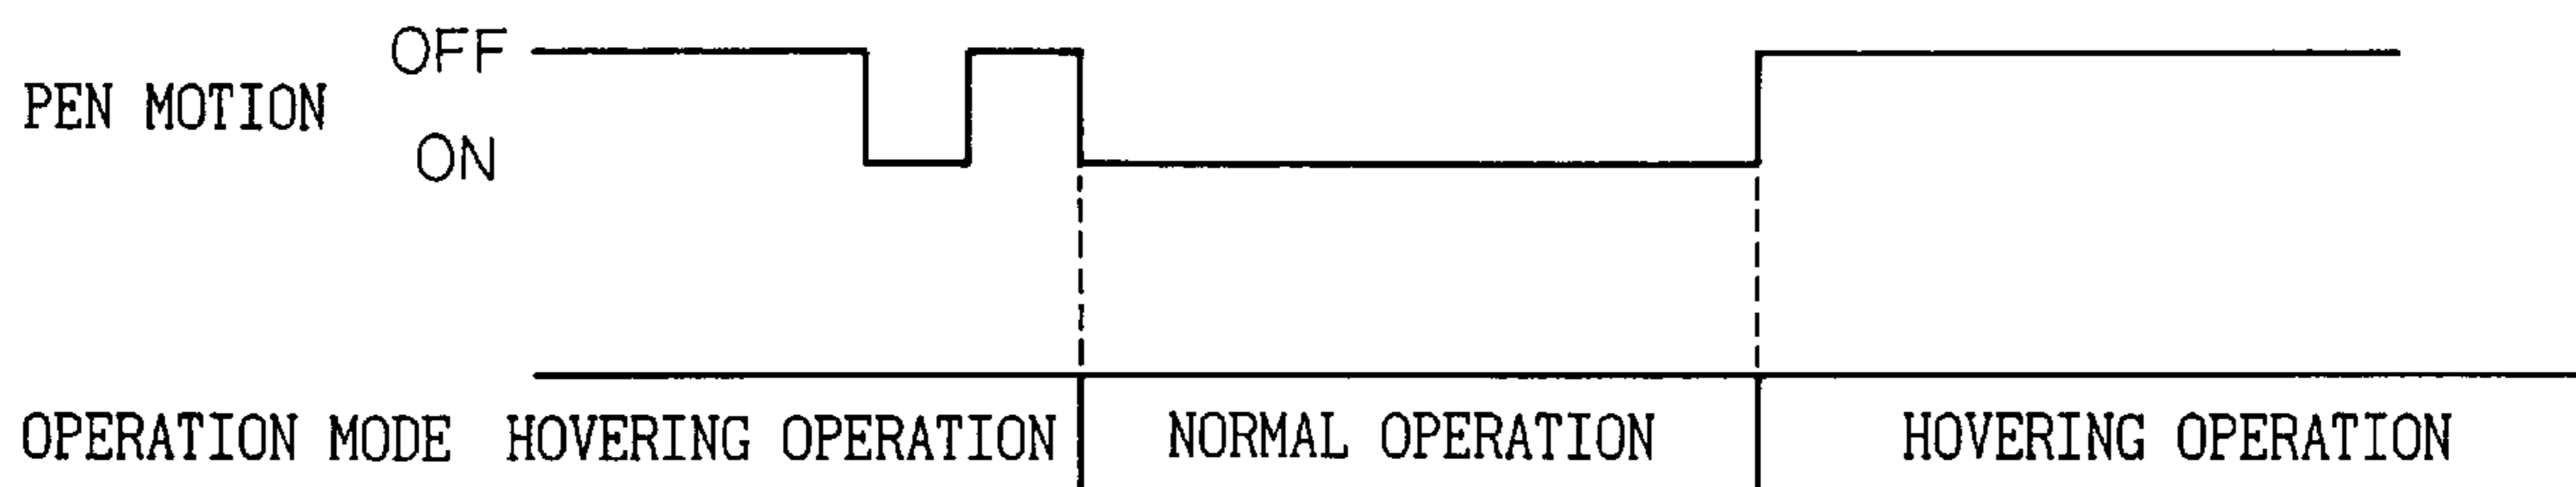 OFF
PEN MOTION
ON
OPERATION MODE HOVERING OPERATION NORMAL OPERATION HOVERING OPERATION